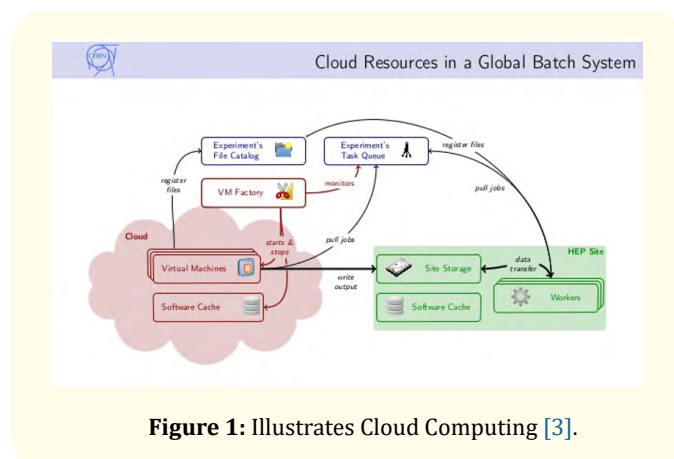 CERN
Cloud Resources in a Global Batch System
Experiment's
File Catalog
Experiment's
Task Queue
register files
register
files
VM Factory
monitors
pull jobs
Cloud
starts &
stops
pull jobs
HEP Site
Virtual Machines
Site Storage
data
transfer
write
output
Workers
Software Cache
Software Cache
Figure 1: Illustrates Cloud Computing [3].